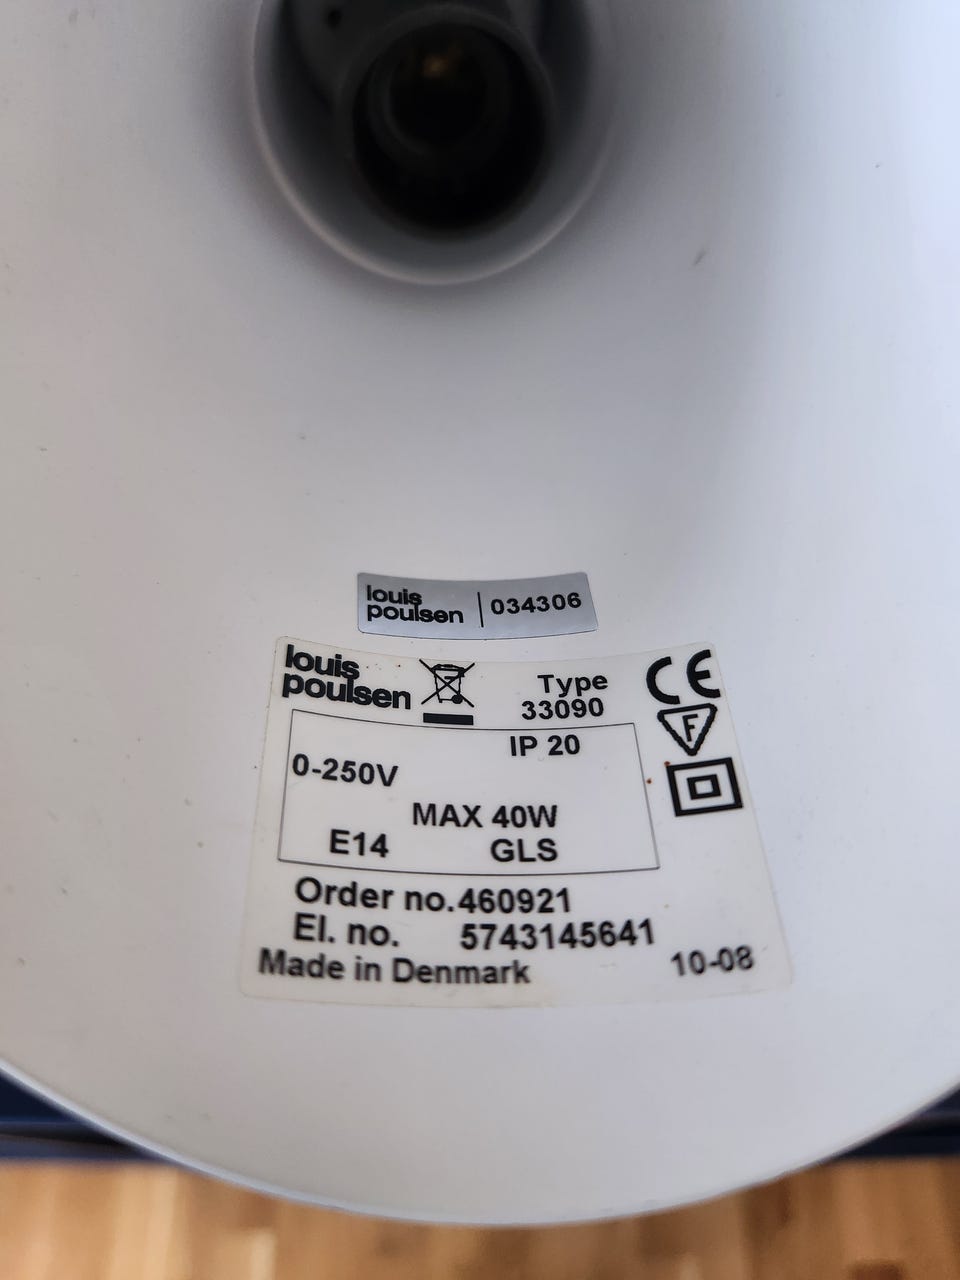 louis
poulsen | 034306
louis
poulsen
Type
33090
CE
F
IP 20
0-250V
MAX 40W
E14 GLS
Order no. 460921
El. no. 5743145641
Made in Denmark 10-08